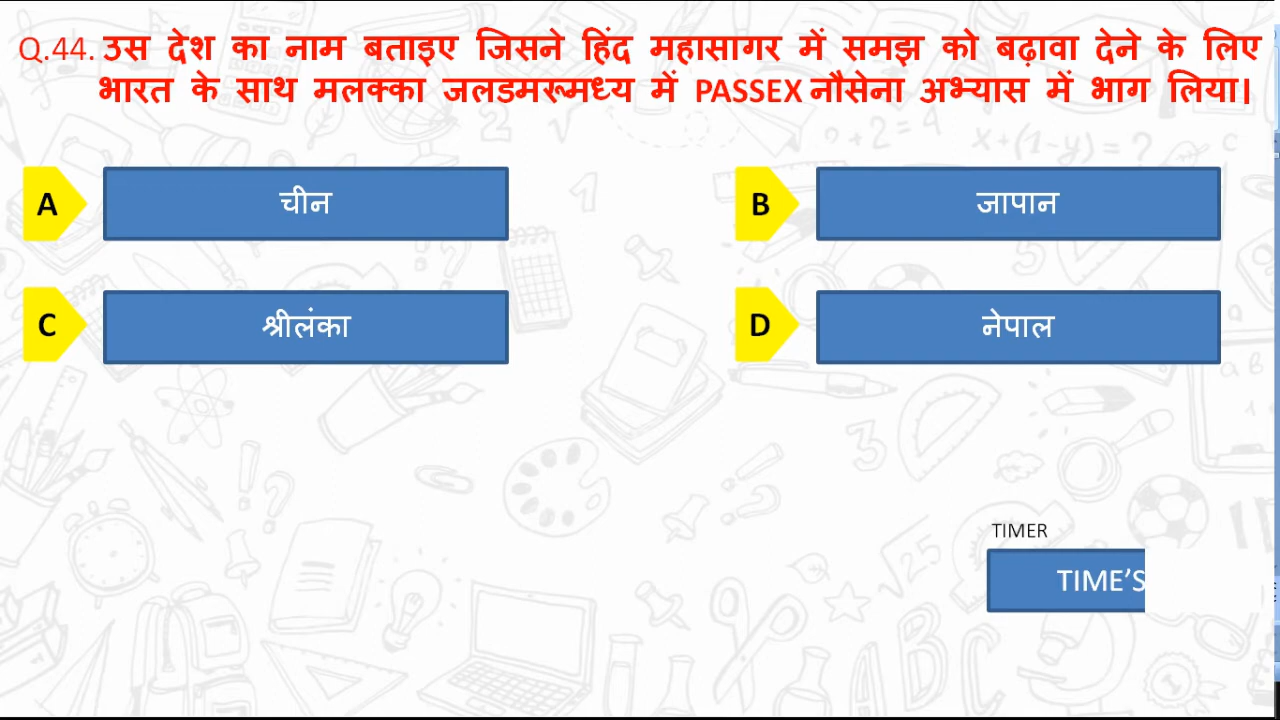 Q.44. उस देश का नाम बताइए जिसने हिंद महासागर में समझ को बढ़ावा देने के लिए
भारत के साथ मलक्का जलडमरूमध्य में PASSEX नौसेना अभ्यास में भाग लिया।
A चीन
B जापान
C श्रीलंका
D नेपाल
TIMER
TIME'S